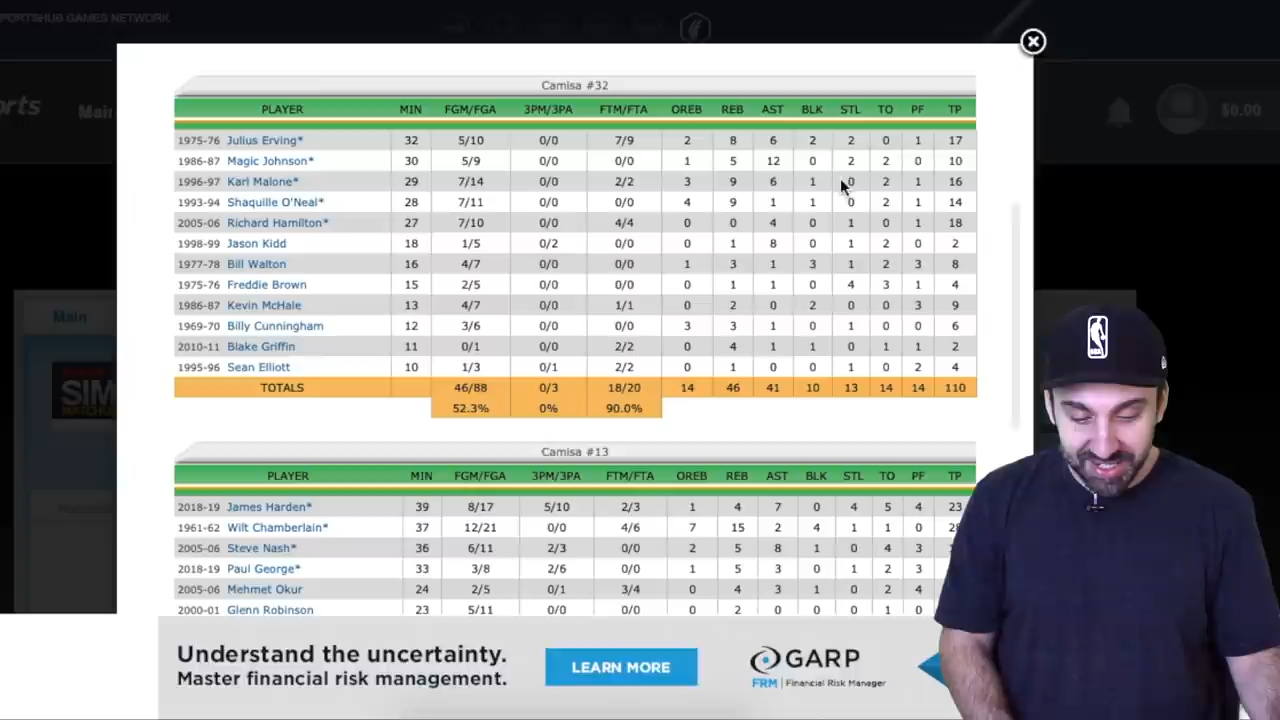 PORTSHUB GAMES NETWORK
orts
Main
$0.00
Camisa #32
PLAYER MIN FGM/FGA 3PM/3PA FTM/FTA OREB REB AST BLK STL TO PF TP
1975-76 Julius Erving* 32 5/10 0/0 7/9 2 8 6 2 2 0 1 17
1986-87 Magic Johnson* 30 5/9 0/0 0/0 1 5 12 0 2 2 0 10
1996-97 Karl Malone* 29 7/14 0/0 2/2 3 9 6 1 0 2 1 16
1993-94 Shaquille O'Neal* 28 7/11 0/0 0/0 4 9 1 1 0 2 1 14
2005-06 Richard Hamilton* 27 7/10 0/0 4/4 0 0 4 0 1 0 1 18
1998-99 Jason Kidd 18 1/5 0/2 0/0 0 1 8 0 1 2 0 2
1977-78 Bill Walton 16 4/7 0/0 0/0 1 3 1 3 1 2 3 8
1975-76 Freddie Brown 15 2/5 0/0 0/0 0 1 1 0 4 3 1 4
1986-87 Kevin McHale 13 4/7 0/0 1/1 0 2 0 2 0 0 3 9
1969-70 Billy Cunningham 12 3/6 0/0 0/0 3 3 1 0 1 0 0 6
2010-11 Blake Griffin 11 0/1 0/0 2/2 0 4 1 1 0 1 1 2
1995-96 Sean Elliott 10 1/3 0/1 2/2 0 1 0 0 1 0 2 4
TOTALS 46/88 0/3 18/20 14 46 41 10 13 14 14 110
52.3% 0% 90.0%
Main
SIM
Camisa #13
PLAYER MIN FGM/FGA 3PM/3PA FTM/FTA OREB REB AST BLK STL TO PF TP
2018-19 James Harden* 39 8/17 5/10 2/3 1 4 7 0 4 5 4 23
1961-62 Wilt Chamberlain* 37 12/21 0/0 4/6 7 15 2 4 1 1 0
2005-06 Steve Nash* 36 6/11 2/3 0/0 2 5 8 1 0 4 3
2018-19 Paul George* 33 3/8 2/6 0/0 1 5 3 0 1 2 3
2005-06 Mehmet Okur 24 2/5 0/1 3/4 0 4 3 1 0 2 4
2000-01 Glenn Robinson 23 5/11 0/0 0/0 0 2 0 0 0 1 0
Understand the uncertainty.
Master financial risk management.
LEARN MORE
GARP
FRM | Financial Risk Manager